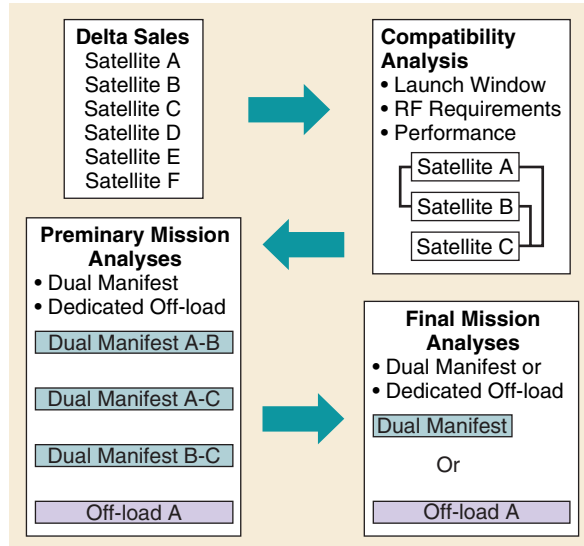 Delta Sales
Satellite A
Satellite B
Satellite C
Satellite D
Satellite E
Satellite F
Compatibility
Analysis
• Launch Window
• RF Requirements
• Performance
Satellite A
Satellite B
Satellite C
Preminary Mission
Analyses
• Dual Manifest
• Dedicated Off-load
Dual Manifest A-B
Dual Manifest A-C
Dual Manifest B-C
Off-load A
Final Mission
Analyses
• Dual Manifest or
• Dedicated Off-load
Dual Manifest
Or
Off-load A